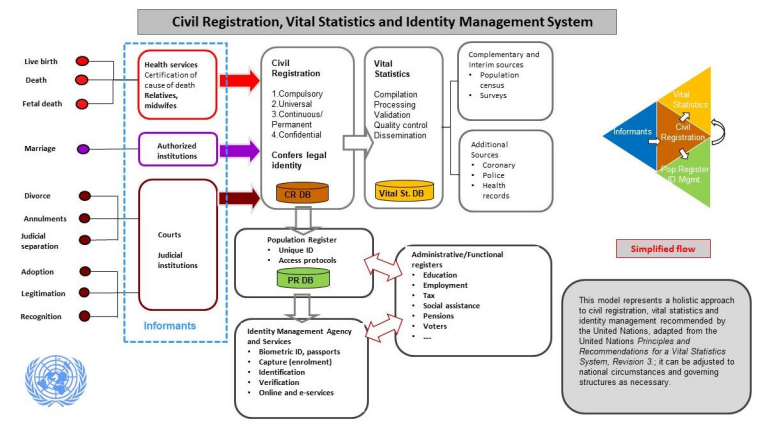 Civil Registration, Vital Statistics and Identity Management System
Live birth
Death
Fetal death
Marriage
Divorce
Annulments
Judicial
separation
Adoption
Legitimation
Recognition
Health services
Certification of
cause of death
Relatives,
midwifes
Authorized
institutions
Courts
Judicial
institutions
Informants
Civil
Registration
1.Compulsory
2.Universal
3.Continuous/
Permanent
4.Confidential
Confers legal
identity
CR DB
Vital
Statistics
Compilation
Processing
Validation
Quality control
Dissemination
Vital St. DB
Complementary and
Interim sources
• Population
census
• Surveys
Additional
Sources
• Coronary
• Police
• Health
records
Population Register
• Unique ID
• Access protocols
PR DB
Identity Management Agency
and Services
• Biometric ID, passports
• Capture (enrolment)
• Identification
• Verification
• Online and e-services
Administrative/Functional
registers
• Education
• Employment
• Tax
• Social assistance
• Pensions
• Voters
• ---
Vital
Statistics
Informants
Civil
Registration
Pop.Register
ID Mgmt.
Simplified flow
This model represents a holistic approach
to civil registration, vital statistics and
identity management recommended by
the United Nations, adapted from the
United Nations Principles and
Recommendations for a Vital Statistics
System, Revision 3.; it can be adjusted to
national circumstances and governing
structures as necessary.